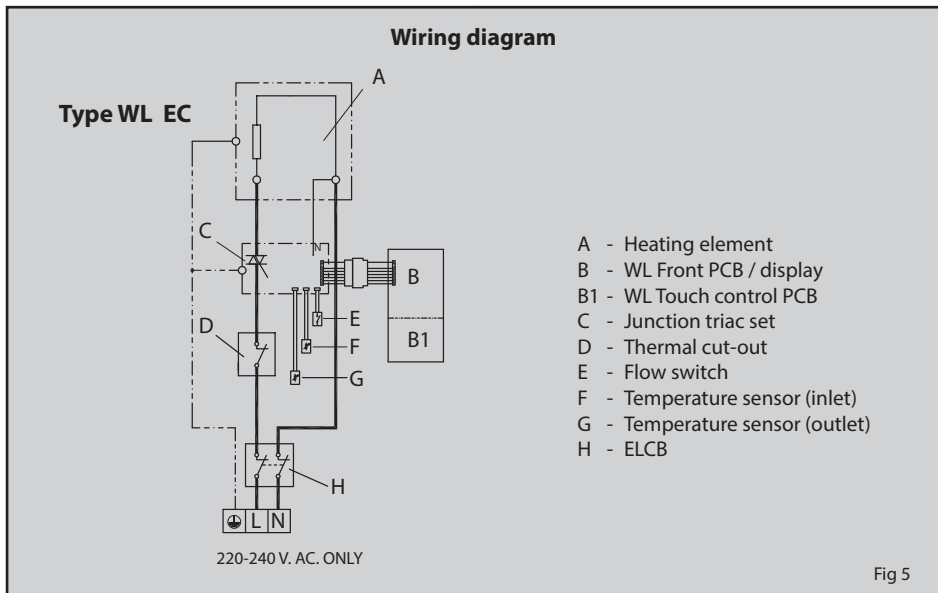 Wiring diagram
Type WL EC
A
C
N
B
D
E
F
B1
G
H
L N
220-240 V. AC. ONLY
A - Heating element
B - WL Front PCB / display
B1 - WL Touch control PCB
C - Junction triac set
D - Thermal cut-out
E - Flow switch
F - Temperature sensor (inlet)
G - Temperature sensor (outlet)
H - ELCB
Fig 5